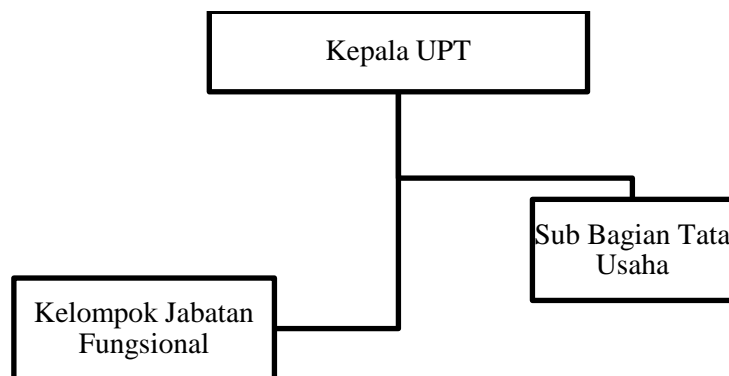 Kepala UPT
Sub Bagian Tata
Usaha
Kelompok Jabatan
Fungsional